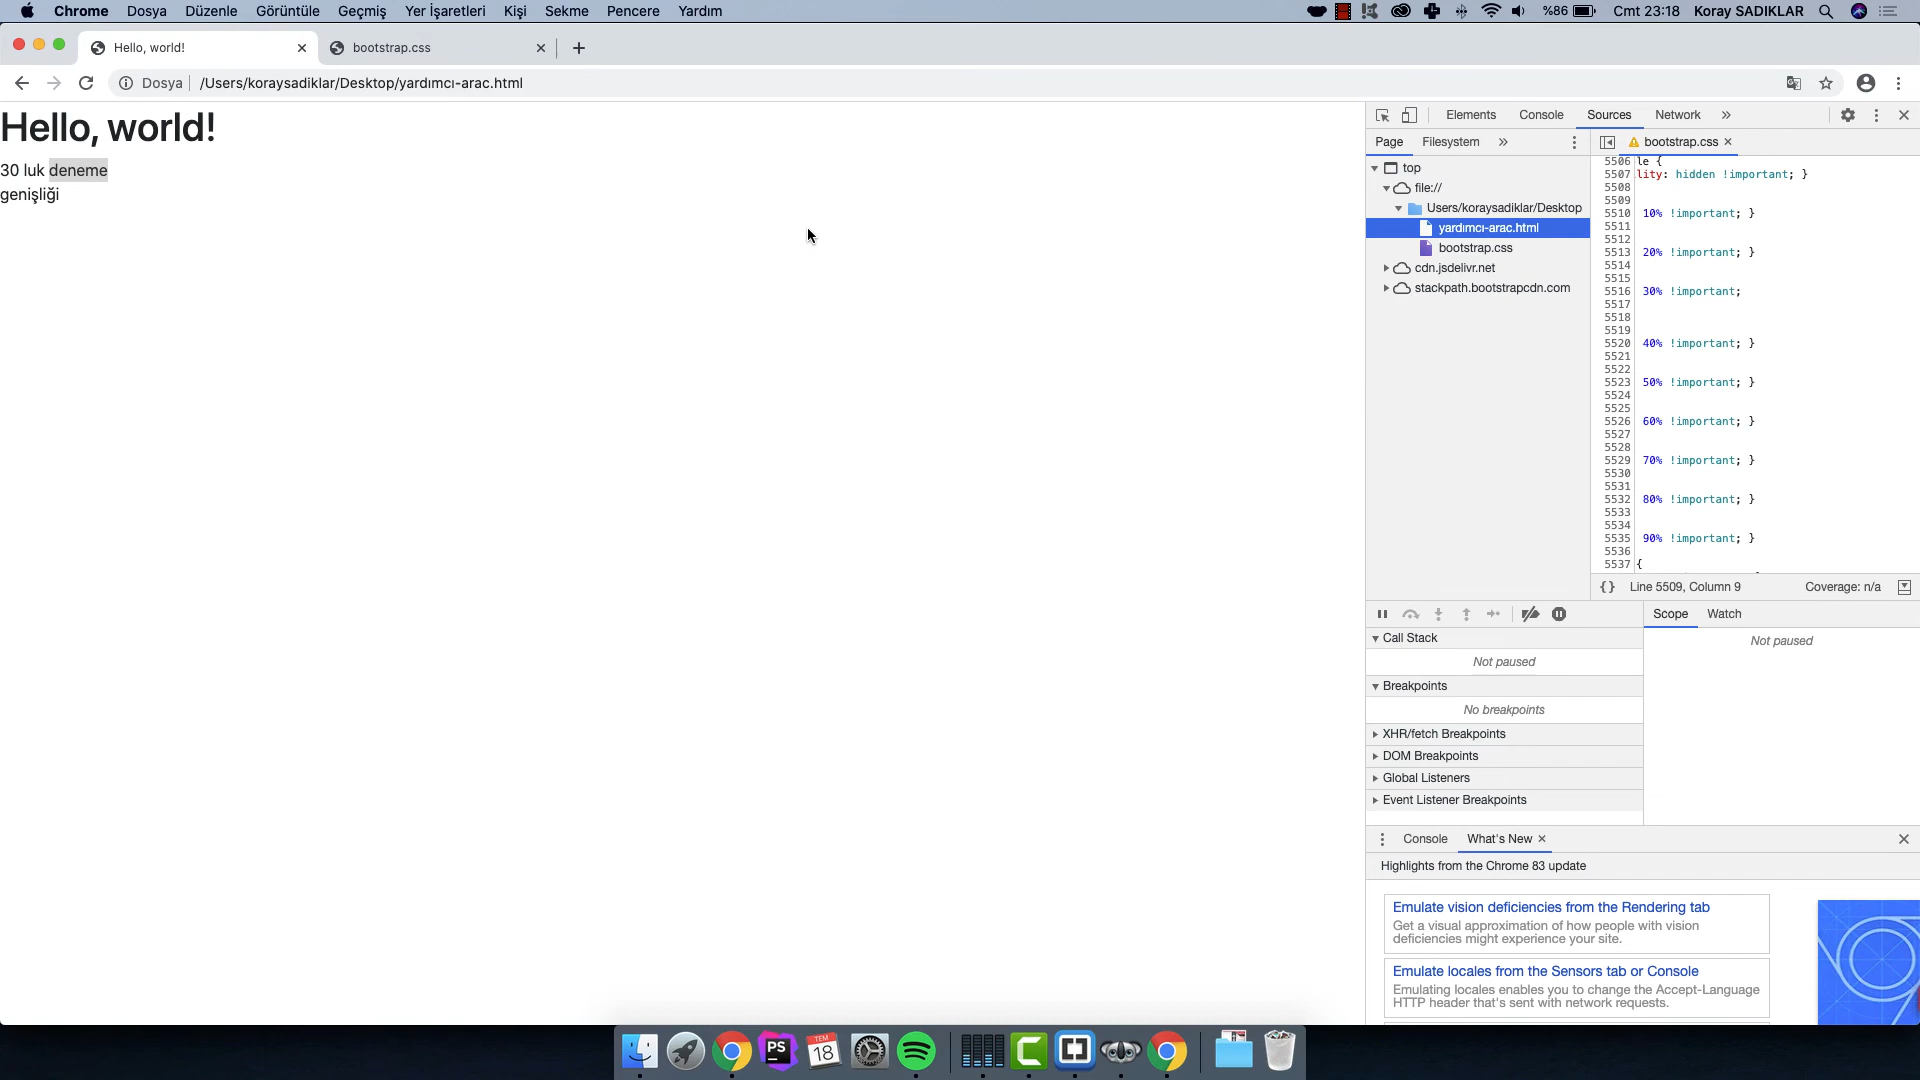 Chrome Dosya Düzenle Görüntüle Geçmiş Yer İşaretleri Kişi Sekme Pencere Yardım %86 Cmt 23:18 Koray SADIKLAR
Hello, world! bootstrap.css
Dosya /Users/koraysadiklar/Desktop/yardımcı-arac.html
Hello, world!
30 luk deneme
genişliği
Elements Console Sources Network
Page Filesystem
top
file://
Users/koraysadiklar/Desktop
yardımcı-arac.html
bootstrap.css
cdn.jsdelivr.net
stackpath.bootstrapcdn.com
bootstrap.css
5506 le {
5507 lity: hidden !important; }
5508
5509
5510 10% !important; }
5511
5512
5513 20% !important; }
5514
5515
5516 30% !important;
5517
5518
5519
5520 40% !important; }
5521
5522
5523 50% !important; }
5524
5525
5526 60% !important; }
5527
5528
5529 70% !important; }
5530
5531
5532 80% !important; }
5533
5534
5535 90% !important; }
5536
5537 {
{} Line 5509, Column 9 Coverage: n/a
Call Stack
Not paused
Breakpoints
No breakpoints
XHR/fetch Breakpoints
DOM Breakpoints
Global Listeners
Event Listener Breakpoints
Scope Watch
Not paused
Console What's New
Highlights from the Chrome 83 update
Emulate vision deficiencies from the Rendering tab
Get a visual approximation of how people with vision
deficiencies might experience your site.
Emulate locales from the Sensors tab or Console
Emulating locales enables you to change the Accept-Language
HTTP header that's sent with network requests.
PS
TEM
18